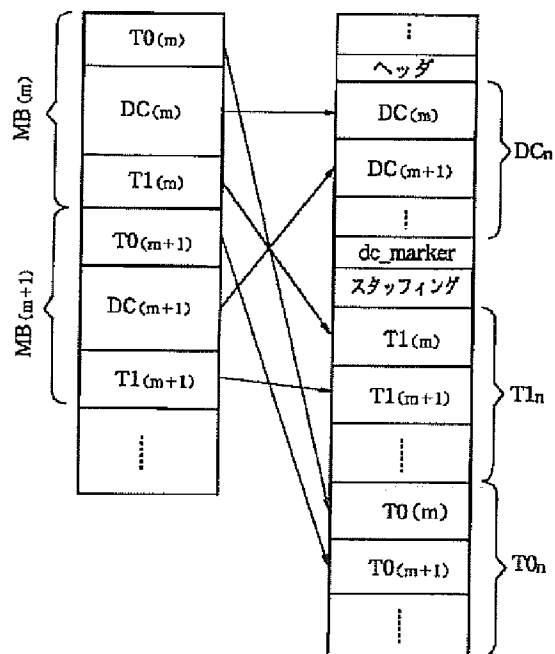 MB(m)
T0(m)
DC(m)
T1(m)
MB(m+1)
T0(m+1)
DC(m+1)
T1(m+1)
ヘッダ
DC(m)
DC(m+1)
DCn
dc_marker
スタッフィング
T1(m)
T1(m+1)
T1n
T0(m)
T0(m+1)
T0n